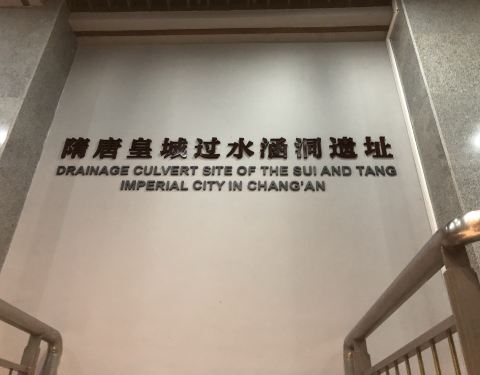 隋唐皇城过水涵洞遗址
DRAINAGE CULVERT SITE OF THE SUI AND TANG
IMPERIAL CITY IN CHANG'AN